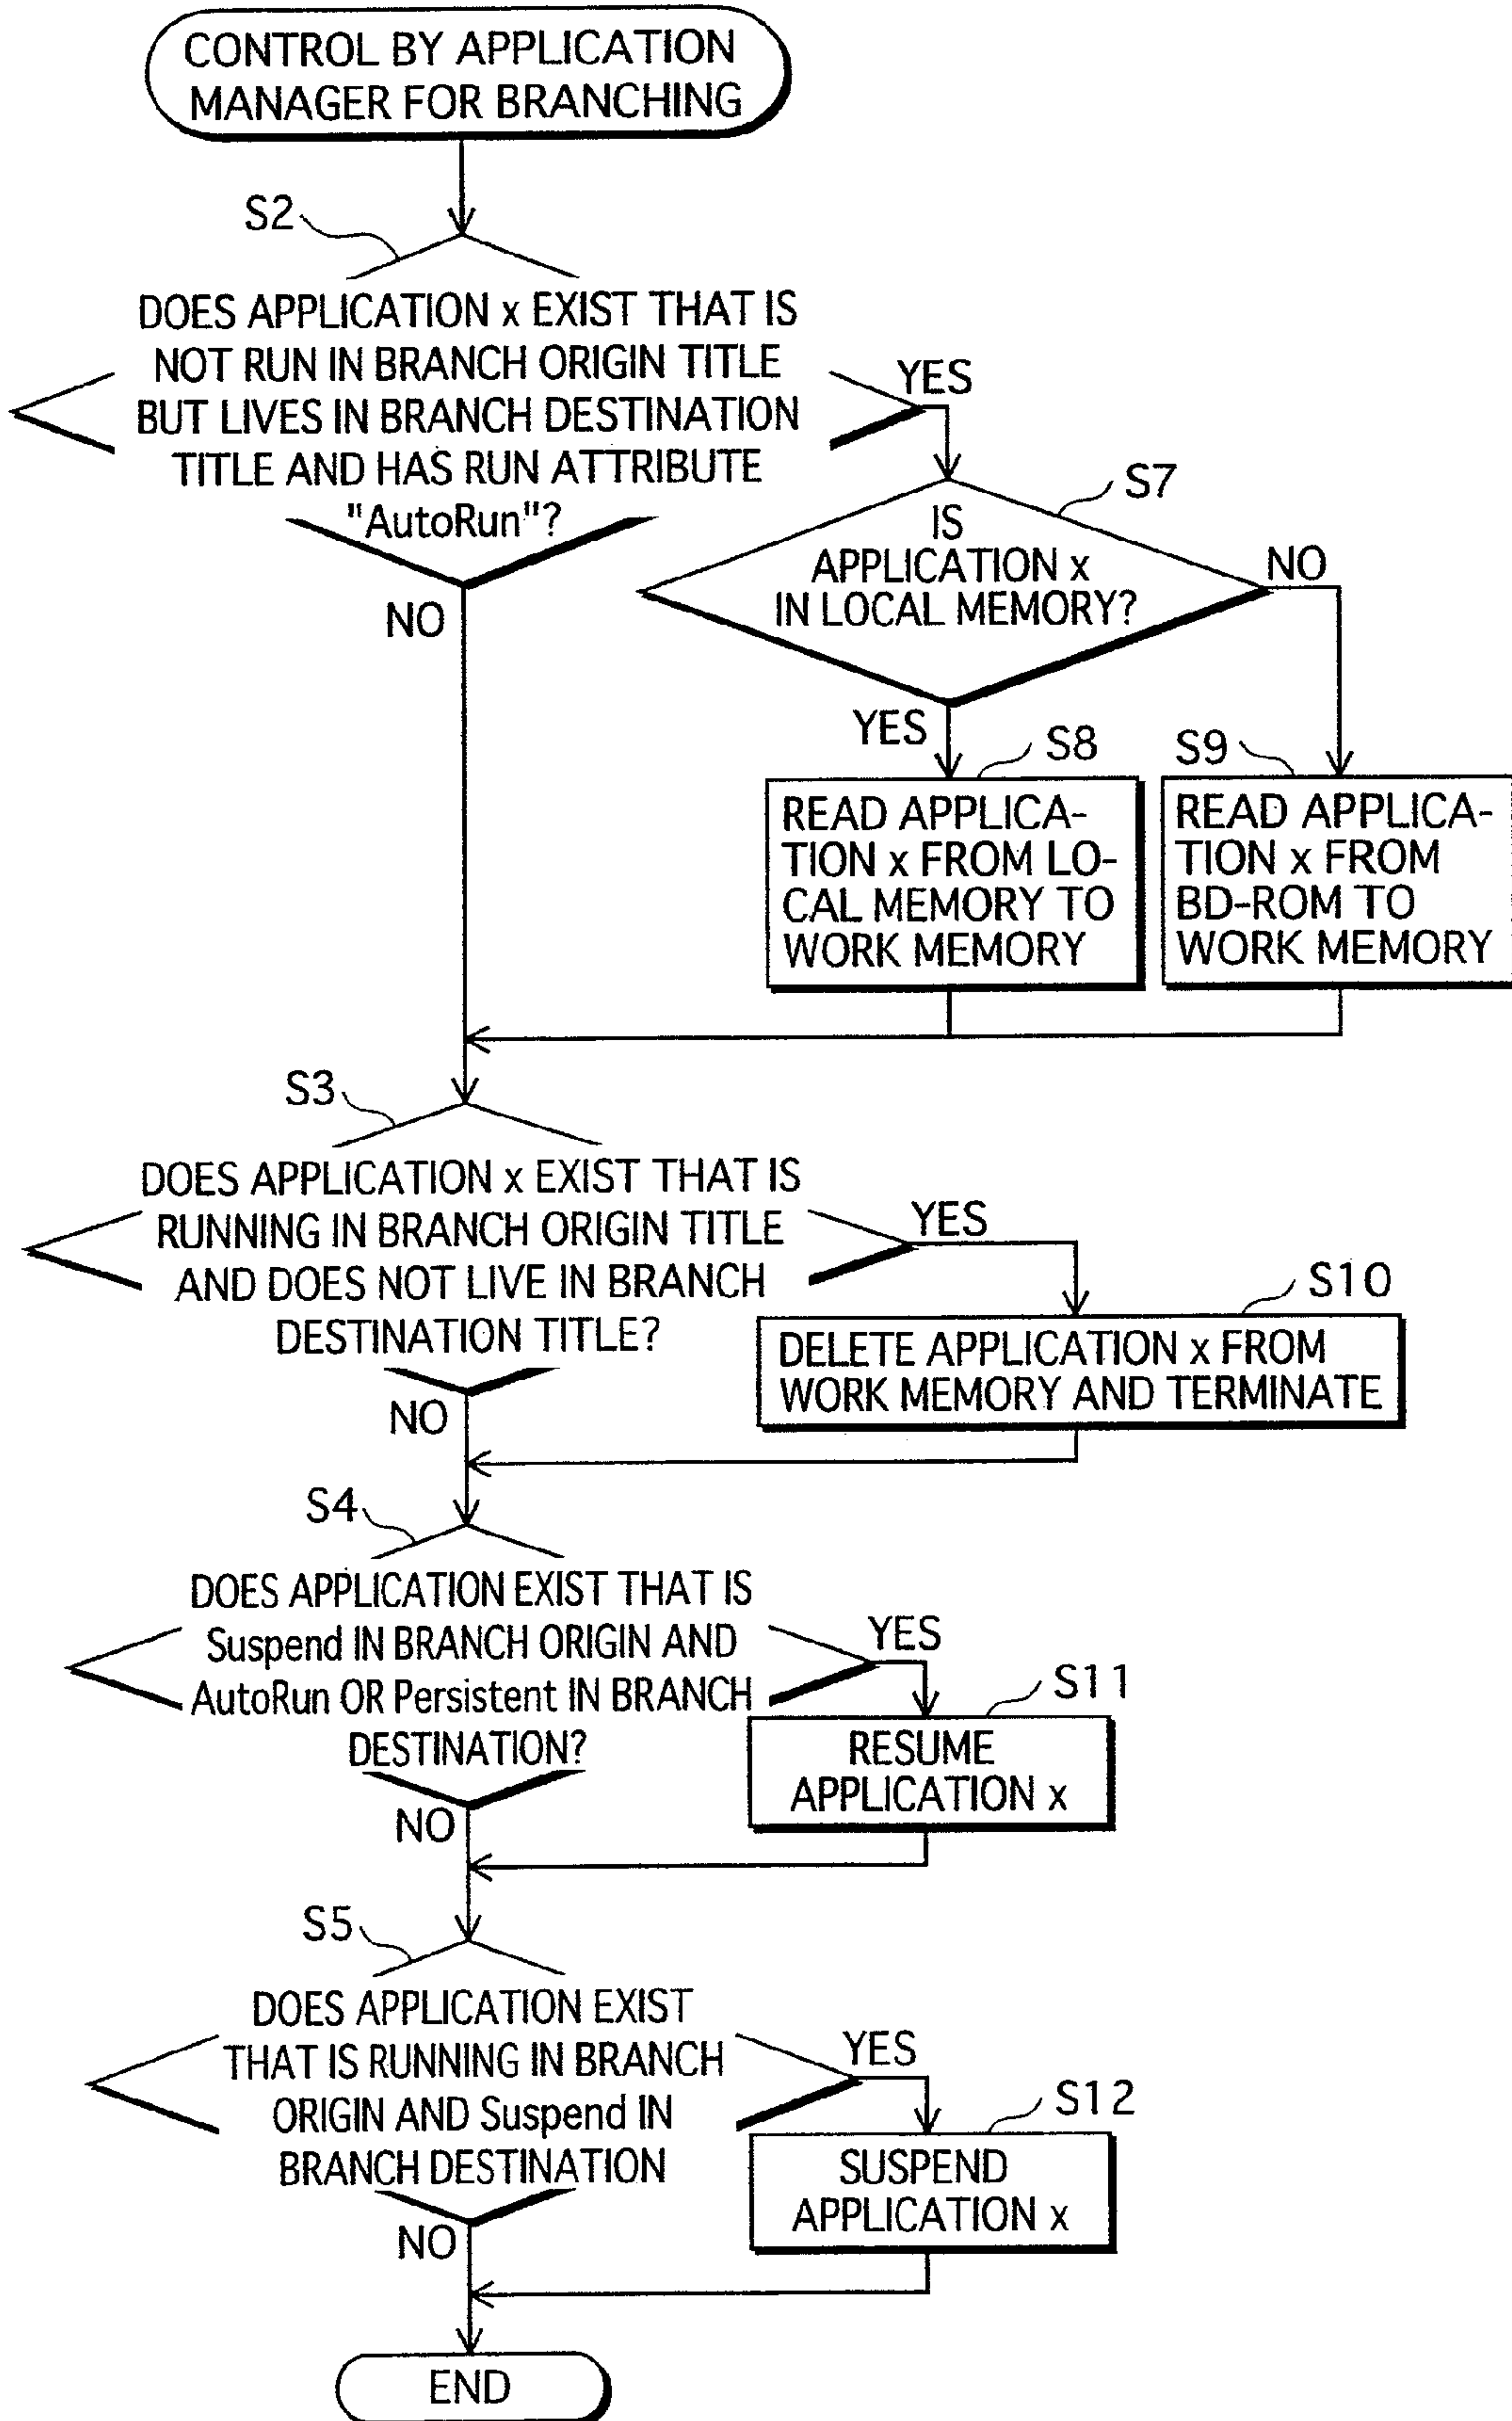 CONTROL BY APPLICATION
MANAGER FOR BRANCHING
S2
DOES APPLICATION x EXIST THAT IS
NOT RUN IN BRANCH ORIGIN TITLE
BUT LIVES IN BRANCH DESTINATION
TITLE AND HAS RUN ATTRIBUTE
"AutoRun"?
YES
NO
S7
IS
APPLICATION x
IN LOCAL MEMORY?
NO
YES
S8
READ APPLICA-
TION x FROM LO-
CAL MEMORY TO
WORK MEMORY
S9
READ APPLICA-
TION x FROM
BD-ROM TO
WORK MEMORY
S3
DOES APPLICATION x EXIST THAT IS
RUNNING IN BRANCH ORIGIN TITLE
AND DOES NOT LIVE IN BRANCH
DESTINATION TITLE?
YES
NO
S10
DELETE APPLICATION x FROM
WORK MEMORY AND TERMINATE
S4
DOES APPLICATION EXIST THAT IS
Suspend IN BRANCH ORIGIN AND
AutoRun OR Persistent IN BRANCH
DESTINATION?
YES
NO
S11
RESUME
APPLICATION x
S5
DOES APPLICATION EXIST
THAT IS RUNNING IN BRANCH
ORIGIN AND Suspend IN
BRANCH DESTINATION
YES
NO
S12
SUSPEND
APPLICATION x
END